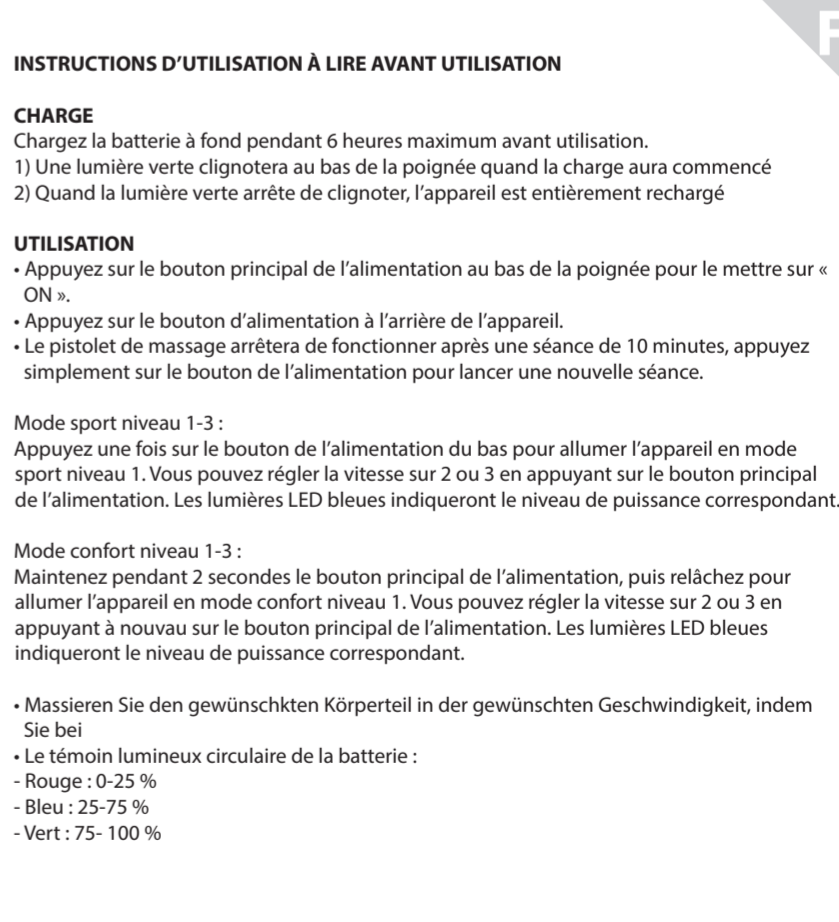 F
INSTRUCTIONS D’UTILISATION À LIRE AVANT UTILISATION
CHARGE
Chargez la batterie à fond pendant 6 heures maximum avant utilisation.
1) Une lumière verte clignotera au bas de la poignée quand la charge aura commencé
2) Quand la lumière verte arrête de clignoter, l’appareil est entièrement rechargé
UTILISATION
• Appuyez sur le bouton principal de l’alimentation au bas de la poignée pour le mettre sur «
ON ».
• Appuyez sur le bouton d’alimentation à l’arrière de l’appareil.
• Le pistolet de massage arrêtera de fonctionner après une séance de 10 minutes, appuyez
simplement sur le bouton de l’alimentation pour lancer une nouvelle séance.
Mode sport niveau 1-3 :
Appuyez une fois sur le bouton de l’alimentation du bas pour allumer l’appareil en mode
sport niveau 1. Vous pouvez régler la vitesse sur 2 ou 3 en appuyant sur le bouton principal
de l’alimentation. Les lumières LED bleues indiqueront le niveau de puissance correspondant.
Mode confort niveau 1-3 :
Maintenez pendant 2 secondes le bouton principal de l’alimentation, puis relâchez pour
allumer l’appareil en mode confort niveau 1. Vous pouvez régler la vitesse sur 2 ou 3 en
appuyant à nouvau sur le bouton principal de l’alimentation. Les lumières LED bleues
indiqueront le niveau de puissance correspondant.
• Massieren Sie den gewünschkten Körperteil in der gewünschten Geschwindigkeit, indem
Sie bei
• Le témoin lumineux circulaire de la batterie :
- Rouge : 0-25 %
- Bleu : 25-75 %
- Vert : 75- 100 %